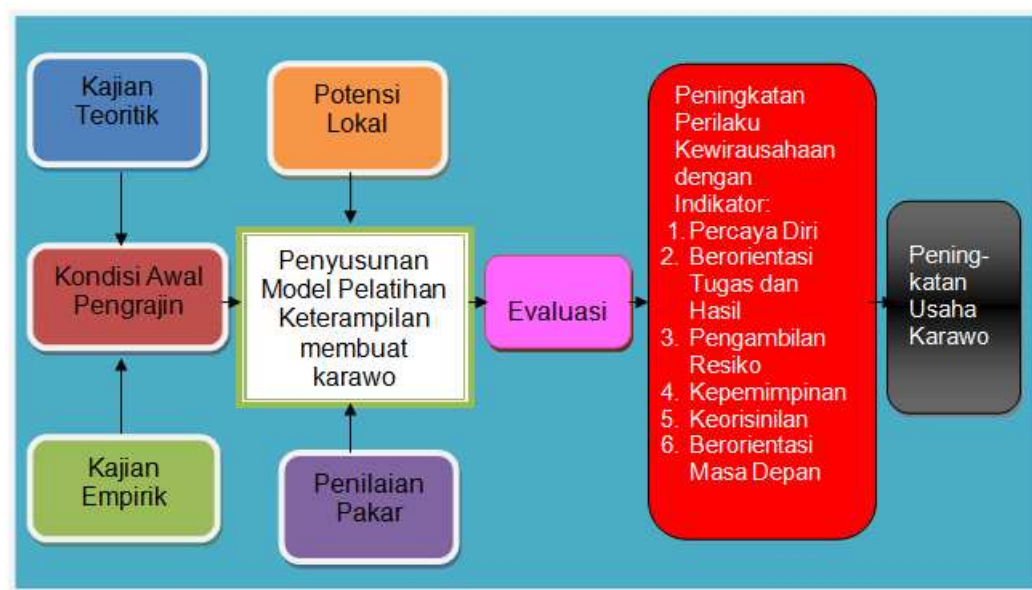 Kajian
Teoritik
Potensi
Lokal
Kondisi Awal
Pengrajin
Penyusunan
Model Pelatihan
Keterampilan
membuat
karawo
Kajian
Empirik
Penilaian
Pakar
Evaluasi
Peningkatan
Perilaku
Kewirausahaan
dengan
Indikator:
1. Percaya Diri
2. Berorientasi
Tugas dan
Hasil
3. Pengambilan
Resiko
4. Kepemimpinan
5. Keorisinilan
6. Berorientasi
Masa Depan
Pening-
katan
Usaha
Karawo